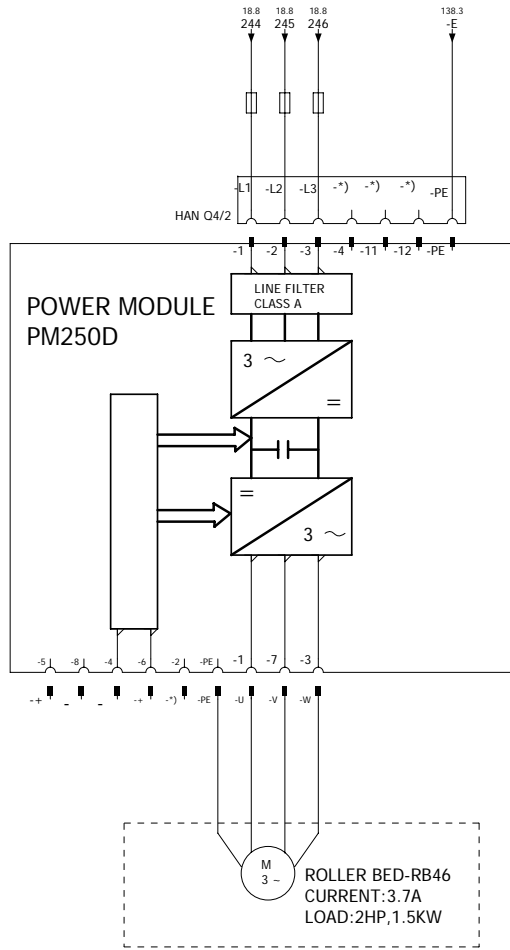 18.8 18.8 18.8 138.3
244 245 246 -E
-L1 -L2 -L3 -*) -*) -*) -PE
HAN Q4/2
-1 -2 -3 -4 -11 -12 -PE
LINE FILTER
CLASS A
POWER MODULE
PM250D
3 ~
=
=
3 ~
-5 -8 -4 -6 -2 -PE -1 -7 -3
-+ - - -+ -*) -PE -U -V -W
M
3 ~
ROLLER BED-RB46
CURRENT:3.7A
LOAD:2HP,1.5KW